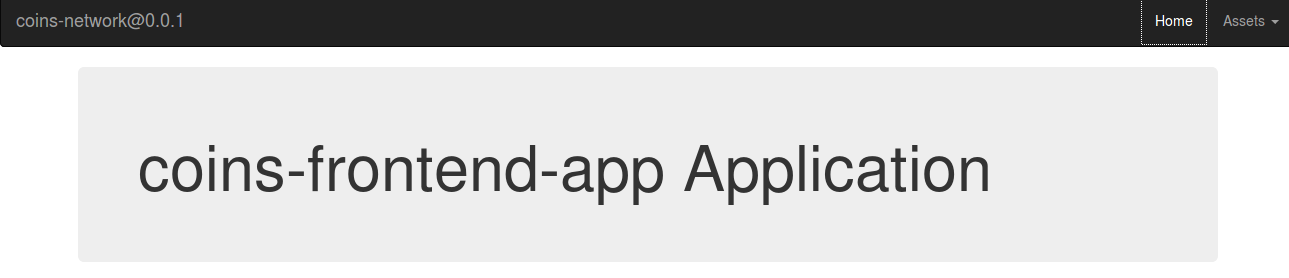 coins-network@0.0.1 Home Assets
coins-frontend-app Application